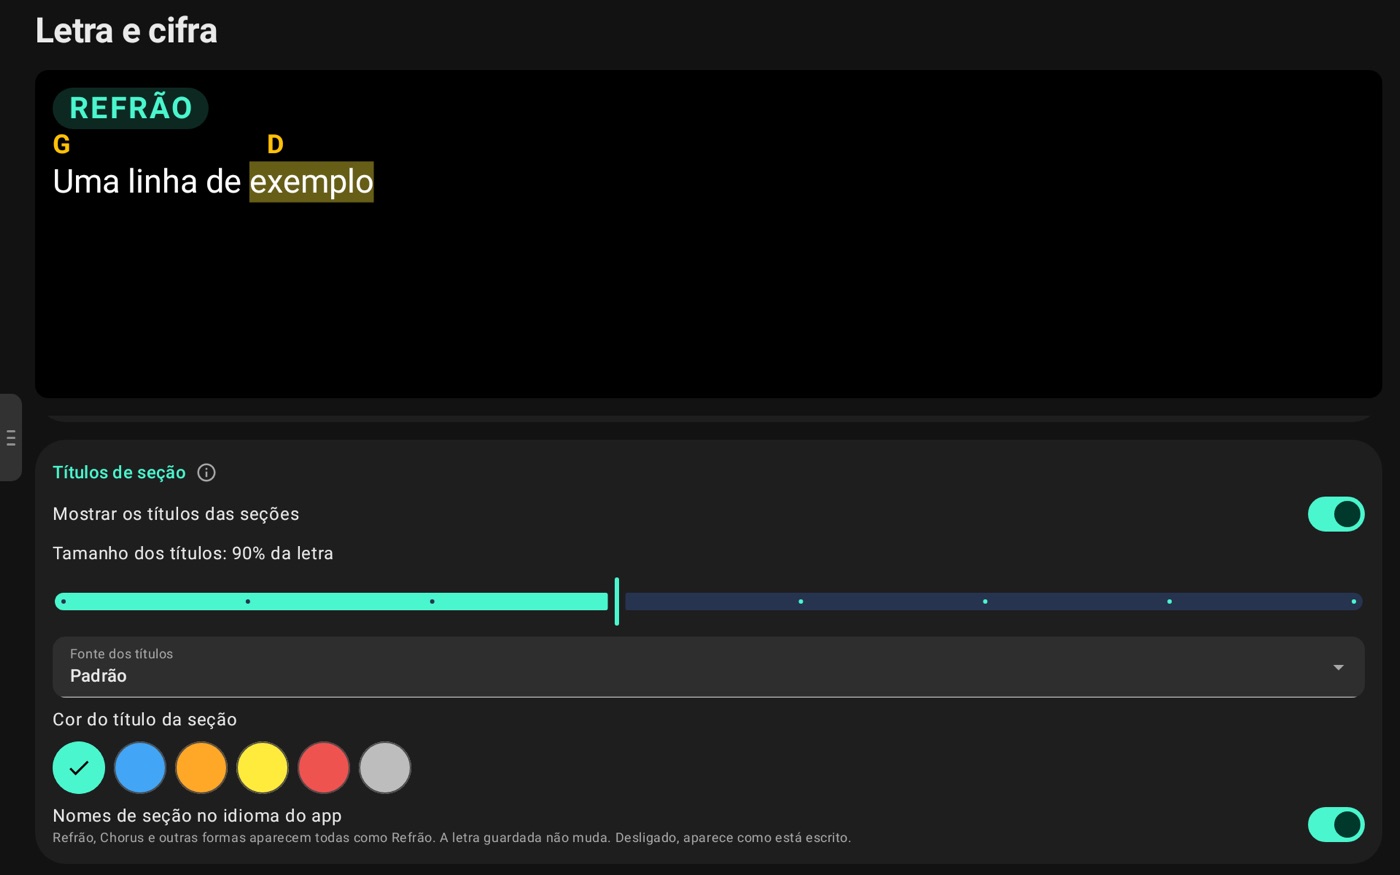 Letra e cifra
REFRÃO
G D
Uma linha de exemplo
Títulos de seção
Mostrar os títulos das seções
Tamanho dos títulos: 90% da letra
Fonte dos títulos
Padrão
Cor do título da seção
Nomes de seção no idioma do app
Refrão, Chorus e outras formas aparecem todas como Refrão. A letra guardada não muda. Desligado, aparece como está escrito.